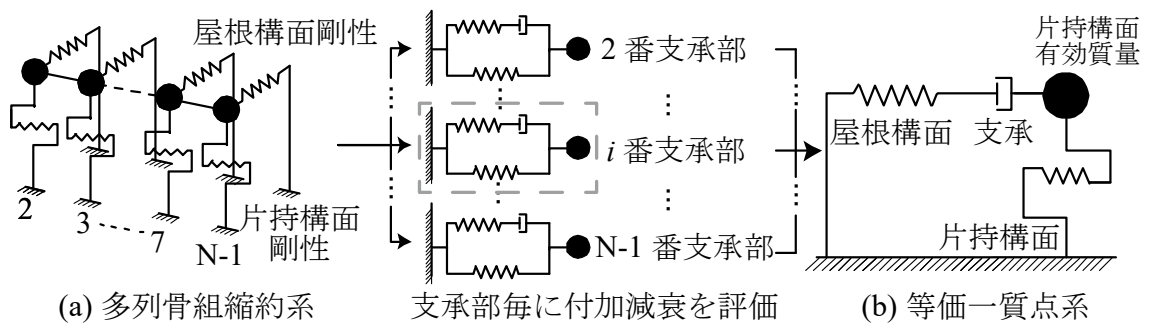 屋根構面剛性
2
3
7
N-1
片持構面
剛性
(a) 多列骨組縮約系
2 番支承部
i 番支承部
N-1 番支承部
支承部毎に付加減衰を評価
片持構面
有効質量
屋根構面
支承
片持構面
(b) 等価一質点系